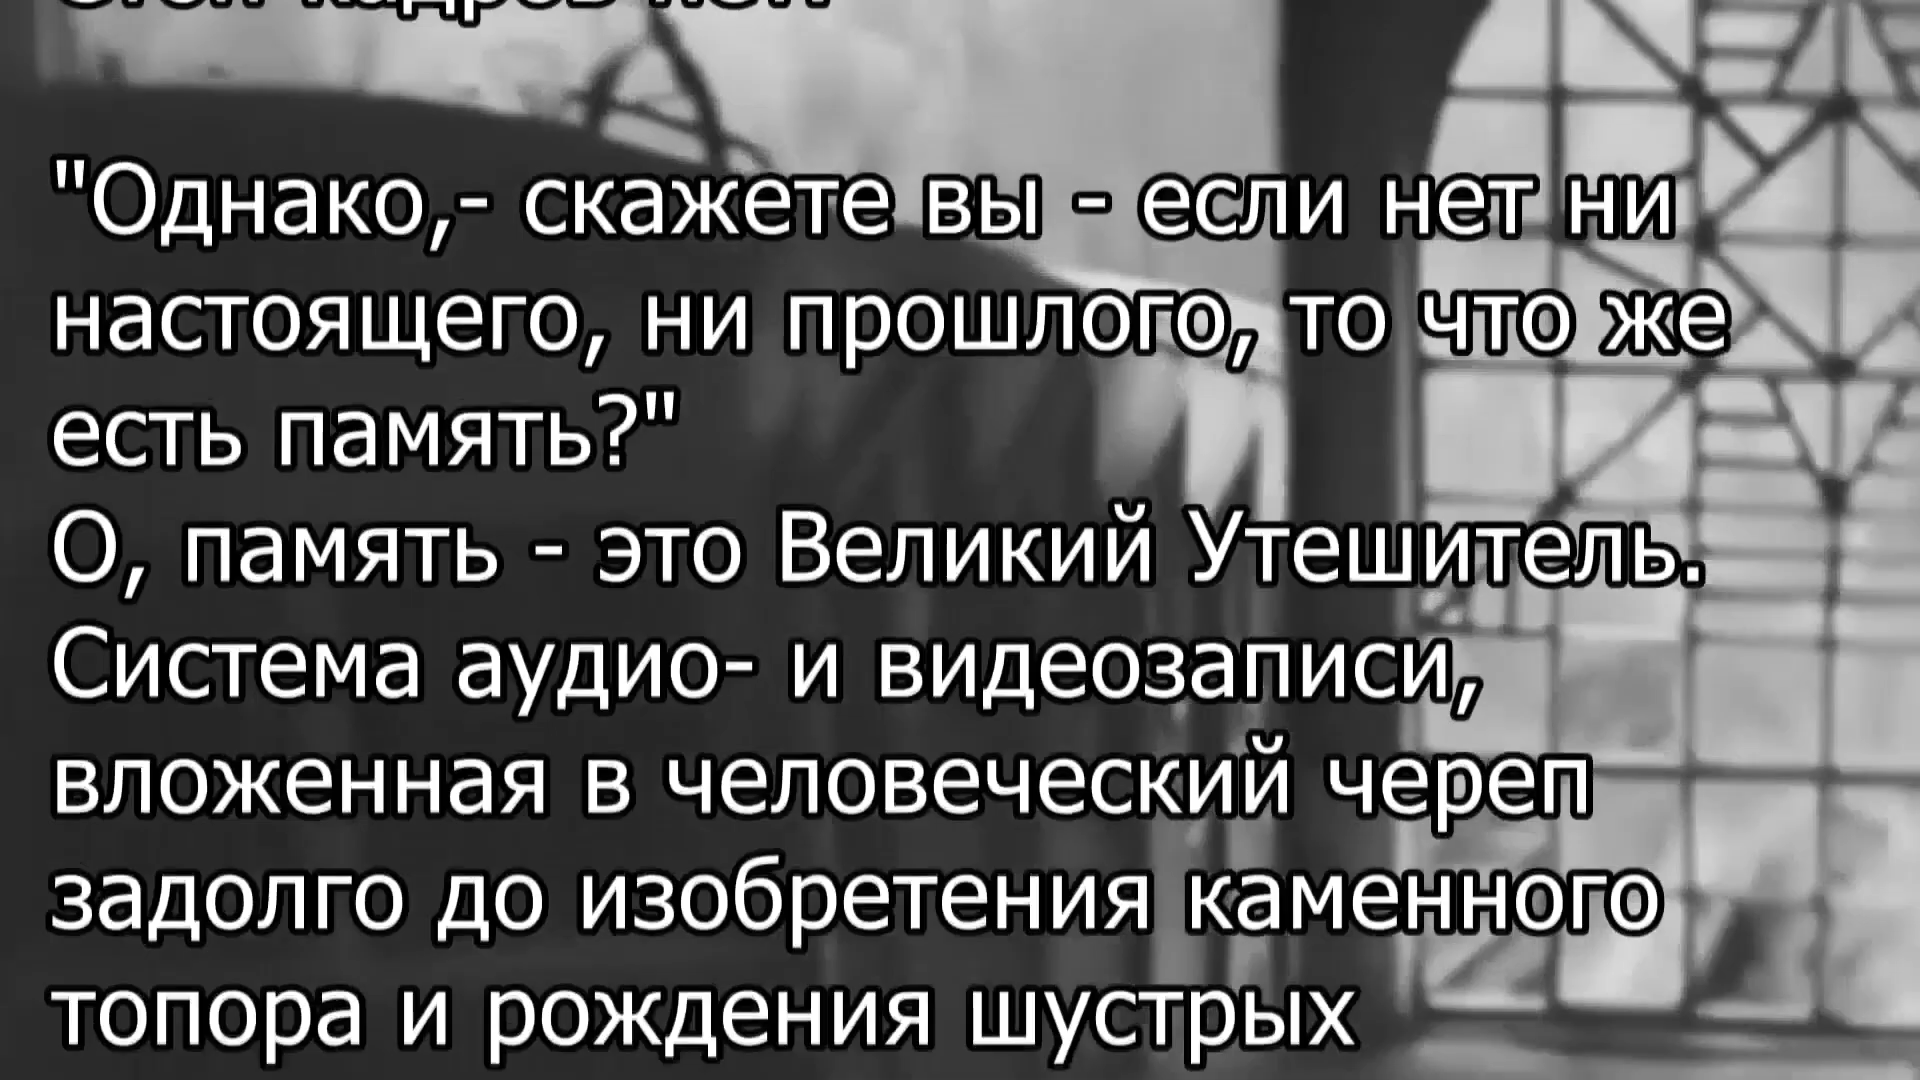 "Однако,- скажете вы - если нет ни
настоящего, ни прошлого, то что же
есть память?"
О, память - это Великий Утешитель.
Система аудио- и видеозаписи,
вложенная в человеческий череп
задолго до изобретения каменного
топора и рождения шустрых